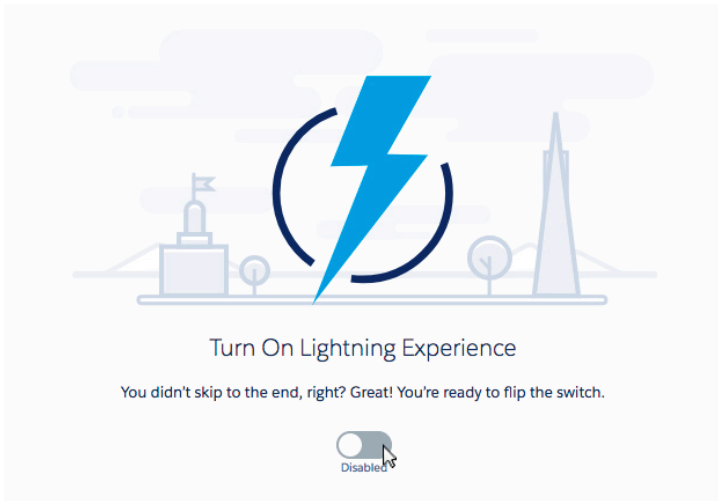 Turn On Lightning Experience
You didn't skip to the end, right? Great! You're ready to flip the switch.
Disabled